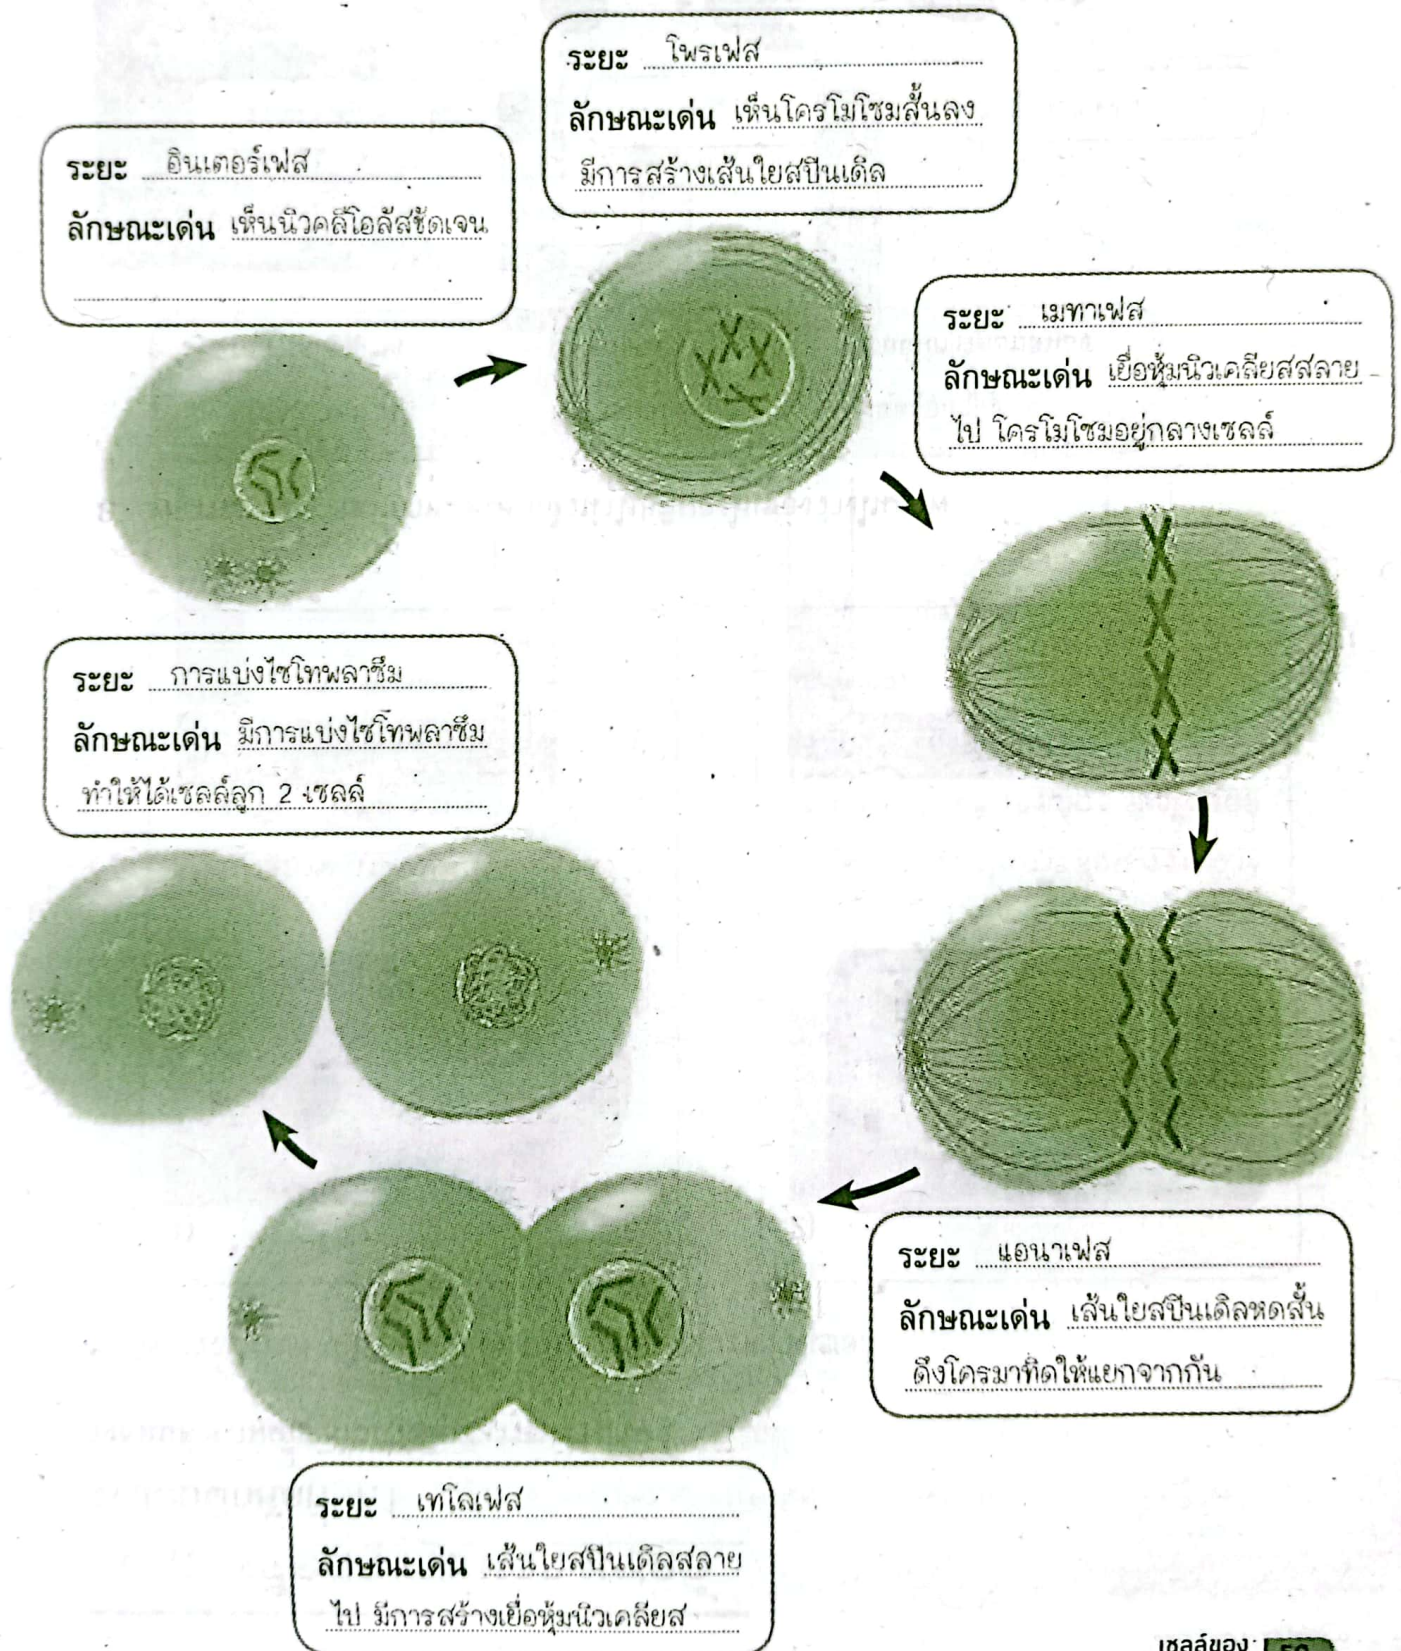 ระยะ โพรเฟส
ลักษณะเด่น เห็นโครโมโซมสั้นลง
มีการสร้างเส้นใยสปินเดิล
ระยะ อินเตอร์เฟส
ลักษณะเด่น เห็นนิวคลีโอลัสชัดเจน
ระยะ เมทาเฟส
ลักษณะเด่น เยื่อหุ้มนิวเคลียสสลาย
ไป โครโมโซมอยู่กลางเซลล์
ระยะ การแบ่งไซโทพลาซึม
ลักษณะเด่น มีการแบ่งไซโทพลาซึม
ทำให้ได้เซลล์ลูก 2 เซลล์
ระยะ แอนาเฟส
ลักษณะเด่น เส้นใยสปินเดิลหดสั้น
ดึงโครมาทิดให้แยกจากกัน
ระยะ เทโลเฟส
ลักษณะเด่น เส้นใยสปินเดิลสลาย
ไป มีการสร้างเยื่อหุ้มนิวเคลียส
เซลล์ของ